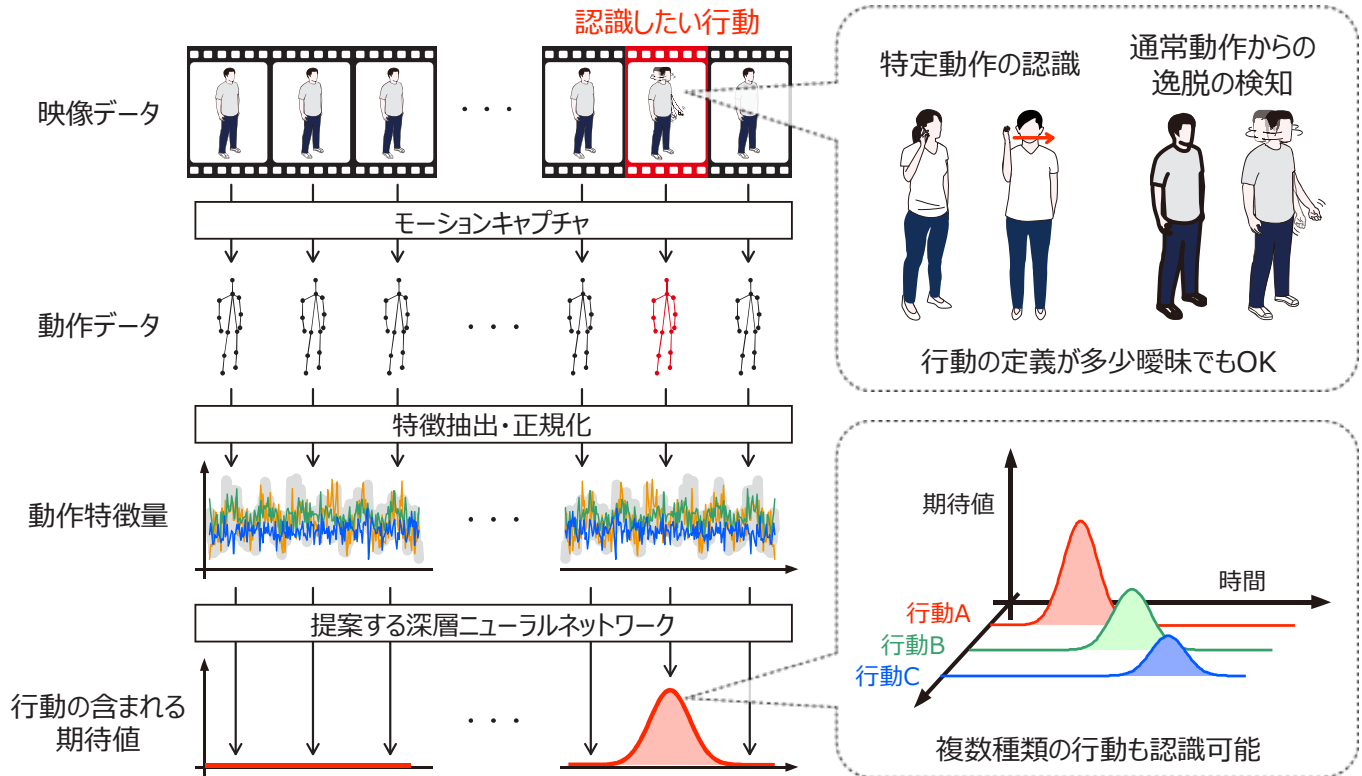 認識したい行動
映像データ
・・・
モーションキャプチャ
動作データ
・・・
特徴抽出・正規化
動作特徴量
・・・
提案する深層ニューラルネットワーク
行動の含まれる
期待値
・・・
特定動作の認識
通常動作からの
逸脱の検知
行動の定義が多少曖昧でもOK
期待値
時間
行動A
行動B
行動C
複数種類の行動も認識可能